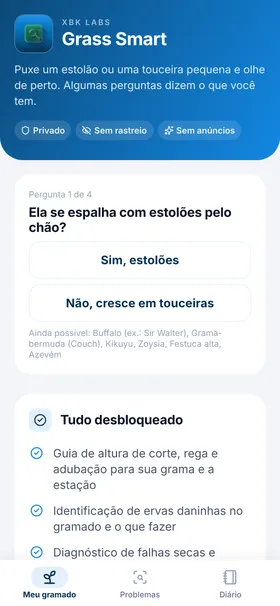 XBK LABS
Grass Smart
Puxe um estolão ou uma touceira pequena e olhe
de perto. Algumas perguntas dizem o que você
tem.
Privado
Sem rastreio
Sem anúncios
Pergunta 1 de 4
Ela se espalha com estolões pelo
chão?
Sim, estolões
Não, cresce em touceiras
Ainda possível: Buffalo (ex.: Sir Walter), Grama-
bermuda (Couch), Kikuyu, Zoysia, Festuca alta,
Azevém
Tudo desbloqueado
Guia de altura de corte, rega e
adubação para sua grama e a
estação
Identificação de ervas daninhas no
gramado e o que fazer
Diagnóstico de falhas secas e
Meu gramado
Problemas
Diário